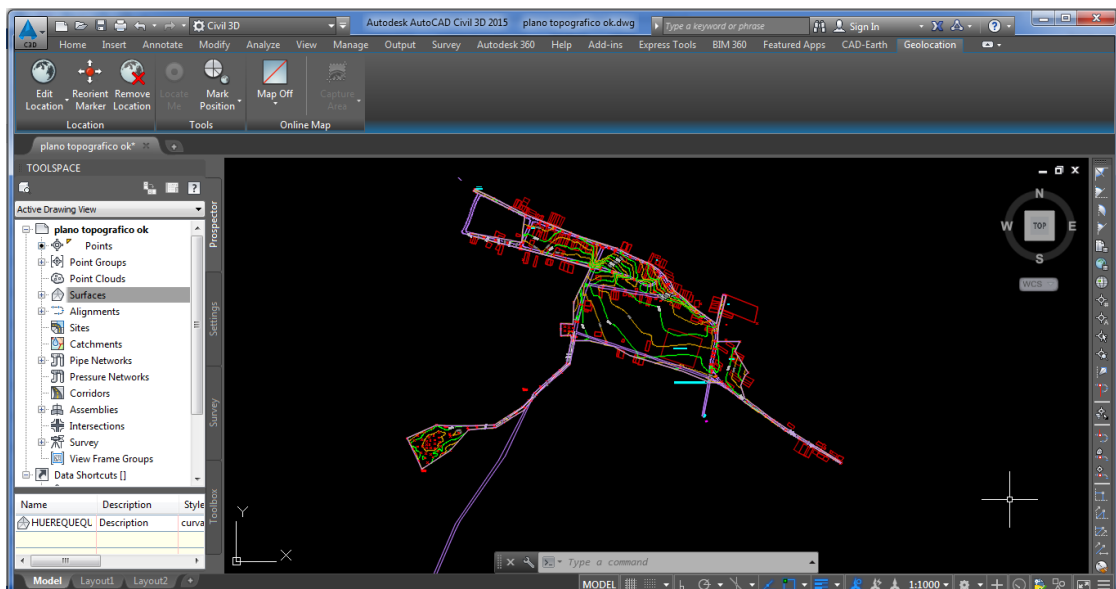 Civil 3D
Autodesk AutoCAD Civil 3D 2015 plano topografico ok.dwg
Type a keyword or phrase
Sign In
C3D
Home Insert Annotate Modify Analyze View Manage Output Survey Autodesk 360 Help Add-ins Express Tools BIM 360 Featured Apps CAD-Earth Geolocation
Edit Location
Reorient Marker
Remove Location
Locate Me
Mark Position
Map Off
Capture Area
Location Tools Online Map
plano topografico ok*
TOOLSPACE
Active Drawing View
plano topografico ok
Points
Point Groups
Point Clouds
Surfaces
Alignments
Sites
Catchments
Pipe Networks
Pressure Networks
Corridors
Assemblies
Intersections
Survey
View Frame Groups
Data Shortcuts []
Prospector
Settings
Survey
Toolbox
Name Description Style
HUEREQUEQU Description curva
N
W TOP E
S
WCS
Y
X
Type a command
Model Layout1 Layout2 +
MODEL 1:1000